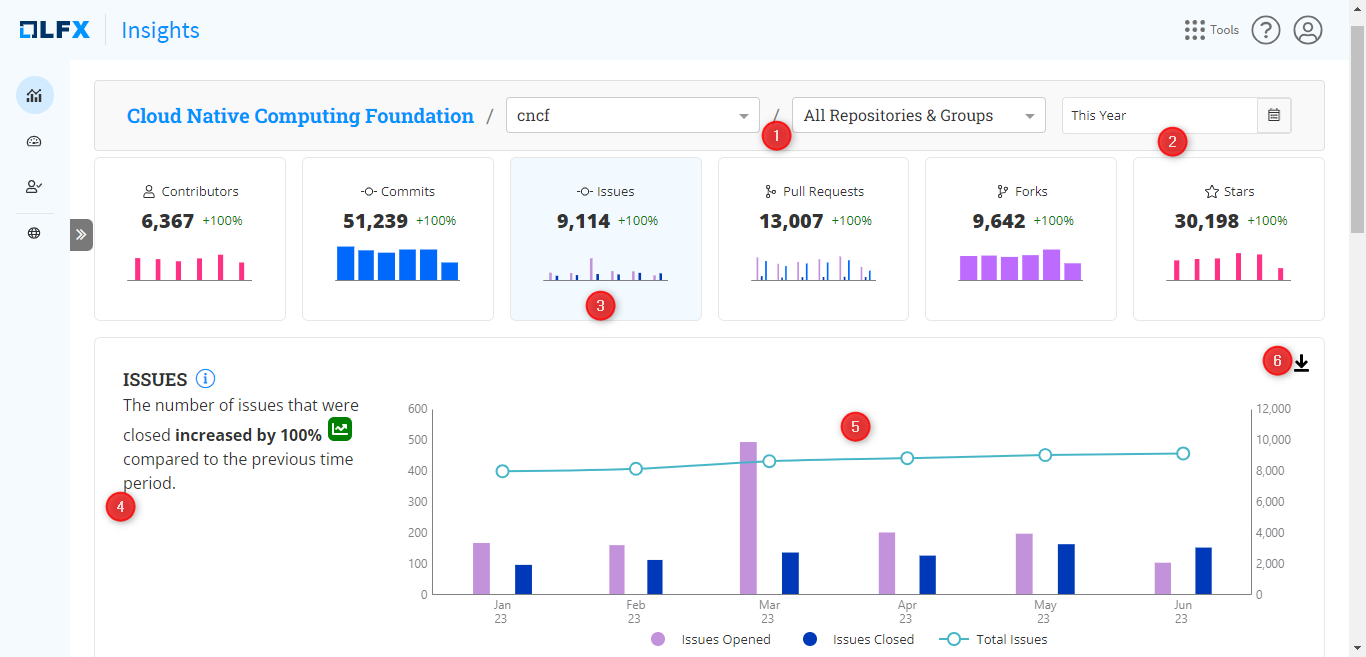 LFX Insights
Tools ?
Cloud Native Computing Foundation / cncf / All Repositories & Groups This Year
1
2
Contributors
6,367 +100%
Commits
51,239 +100%
Issues
9,114 +100%
Pull Requests
13,007 +100%
Forks
9,642 +100%
Stars
30,198 +100%
3
6
ISSUES i
The number of issues that were
closed increased by 100%
compared to the previous time
period.
4
5
600
500
400
300
200
100
0
12,000
10,000
8,000
6,000
4,000
2,000
0
Jan Feb Mar Apr May Jun
23 23 23 23 23 23
Issues Opened Issues Closed Total Issues